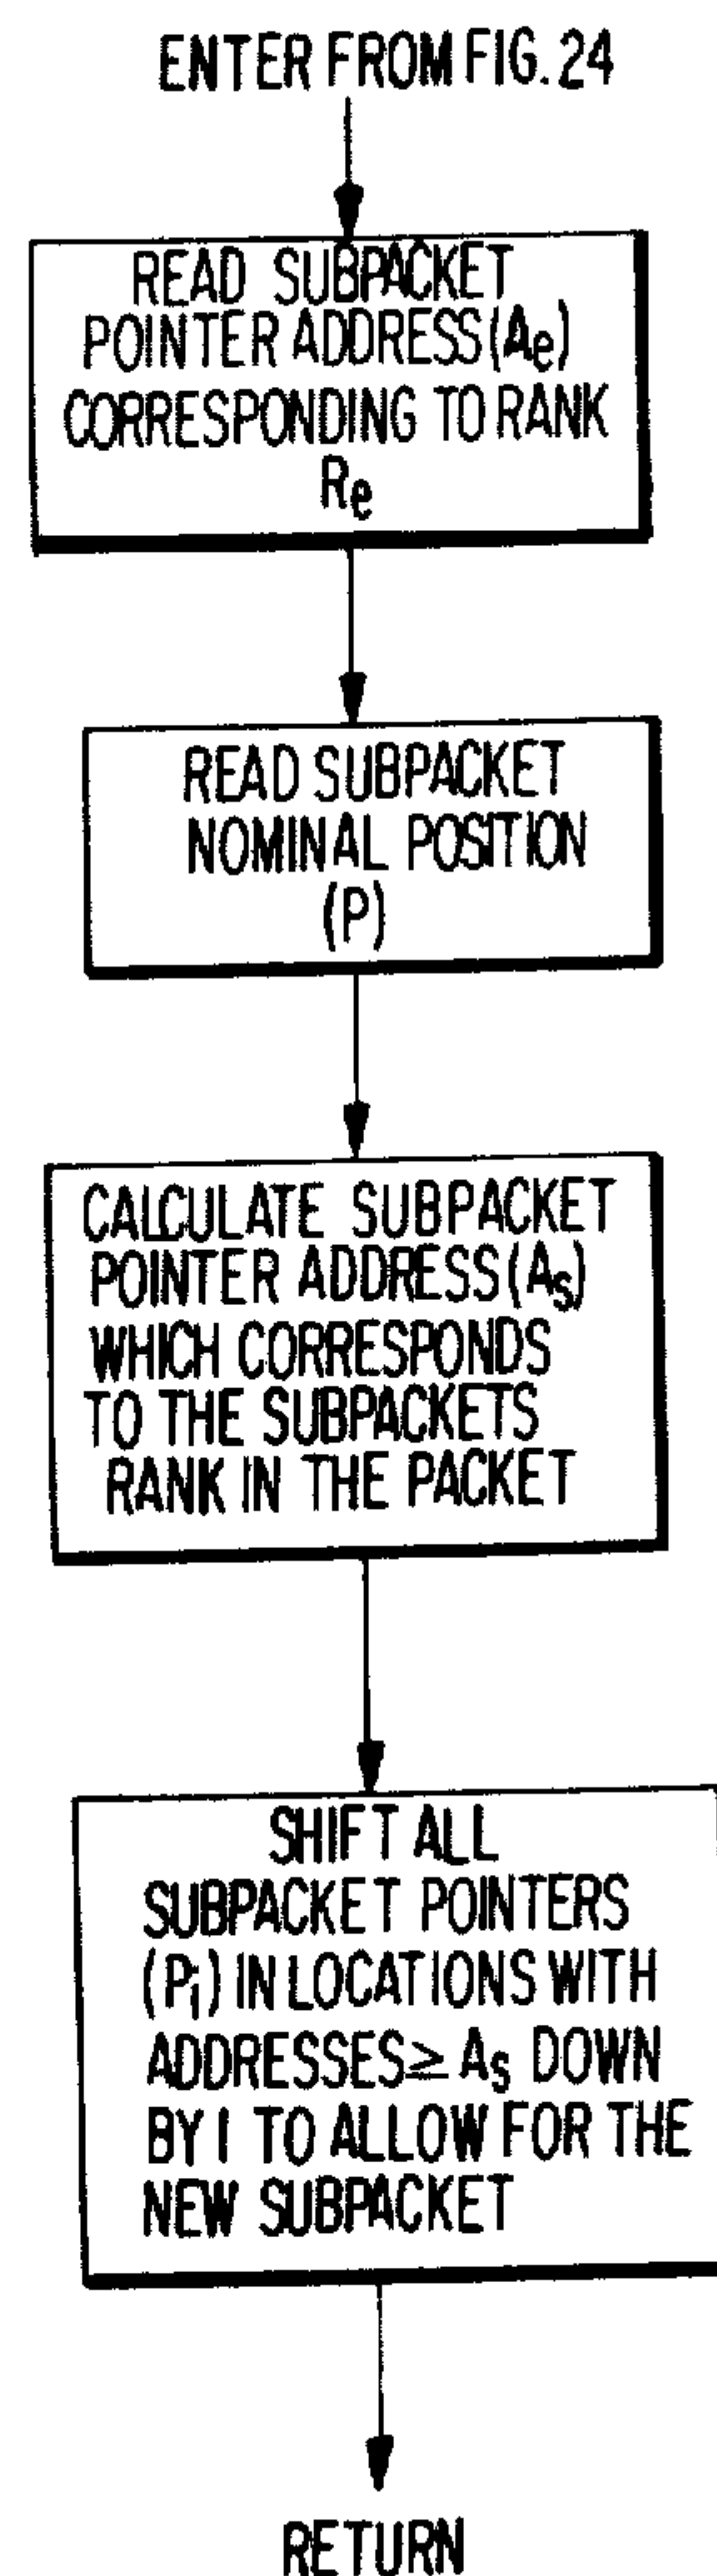 ENTER FROM FIG. 24
READ SUBPACKET
POINTER ADDRESS (Ae)
CORRESPONDING TO RANK
Re
READ SUBPACKET
NOMINAL POSITION
(P)
CALCULATE SUBPACKET
POINTER ADDRESS (As)
WHICH CORRESPONDS
TO THE SUBPACKETS
RANK IN THE PACKET
SHIFT ALL
SUBPACKET POINTERS
(Pi) IN LOCATIONS WITH
ADDRESSES ≥ As DOWN
BY 1 TO ALLOW FOR THE
NEW SUBPACKET
RETURN